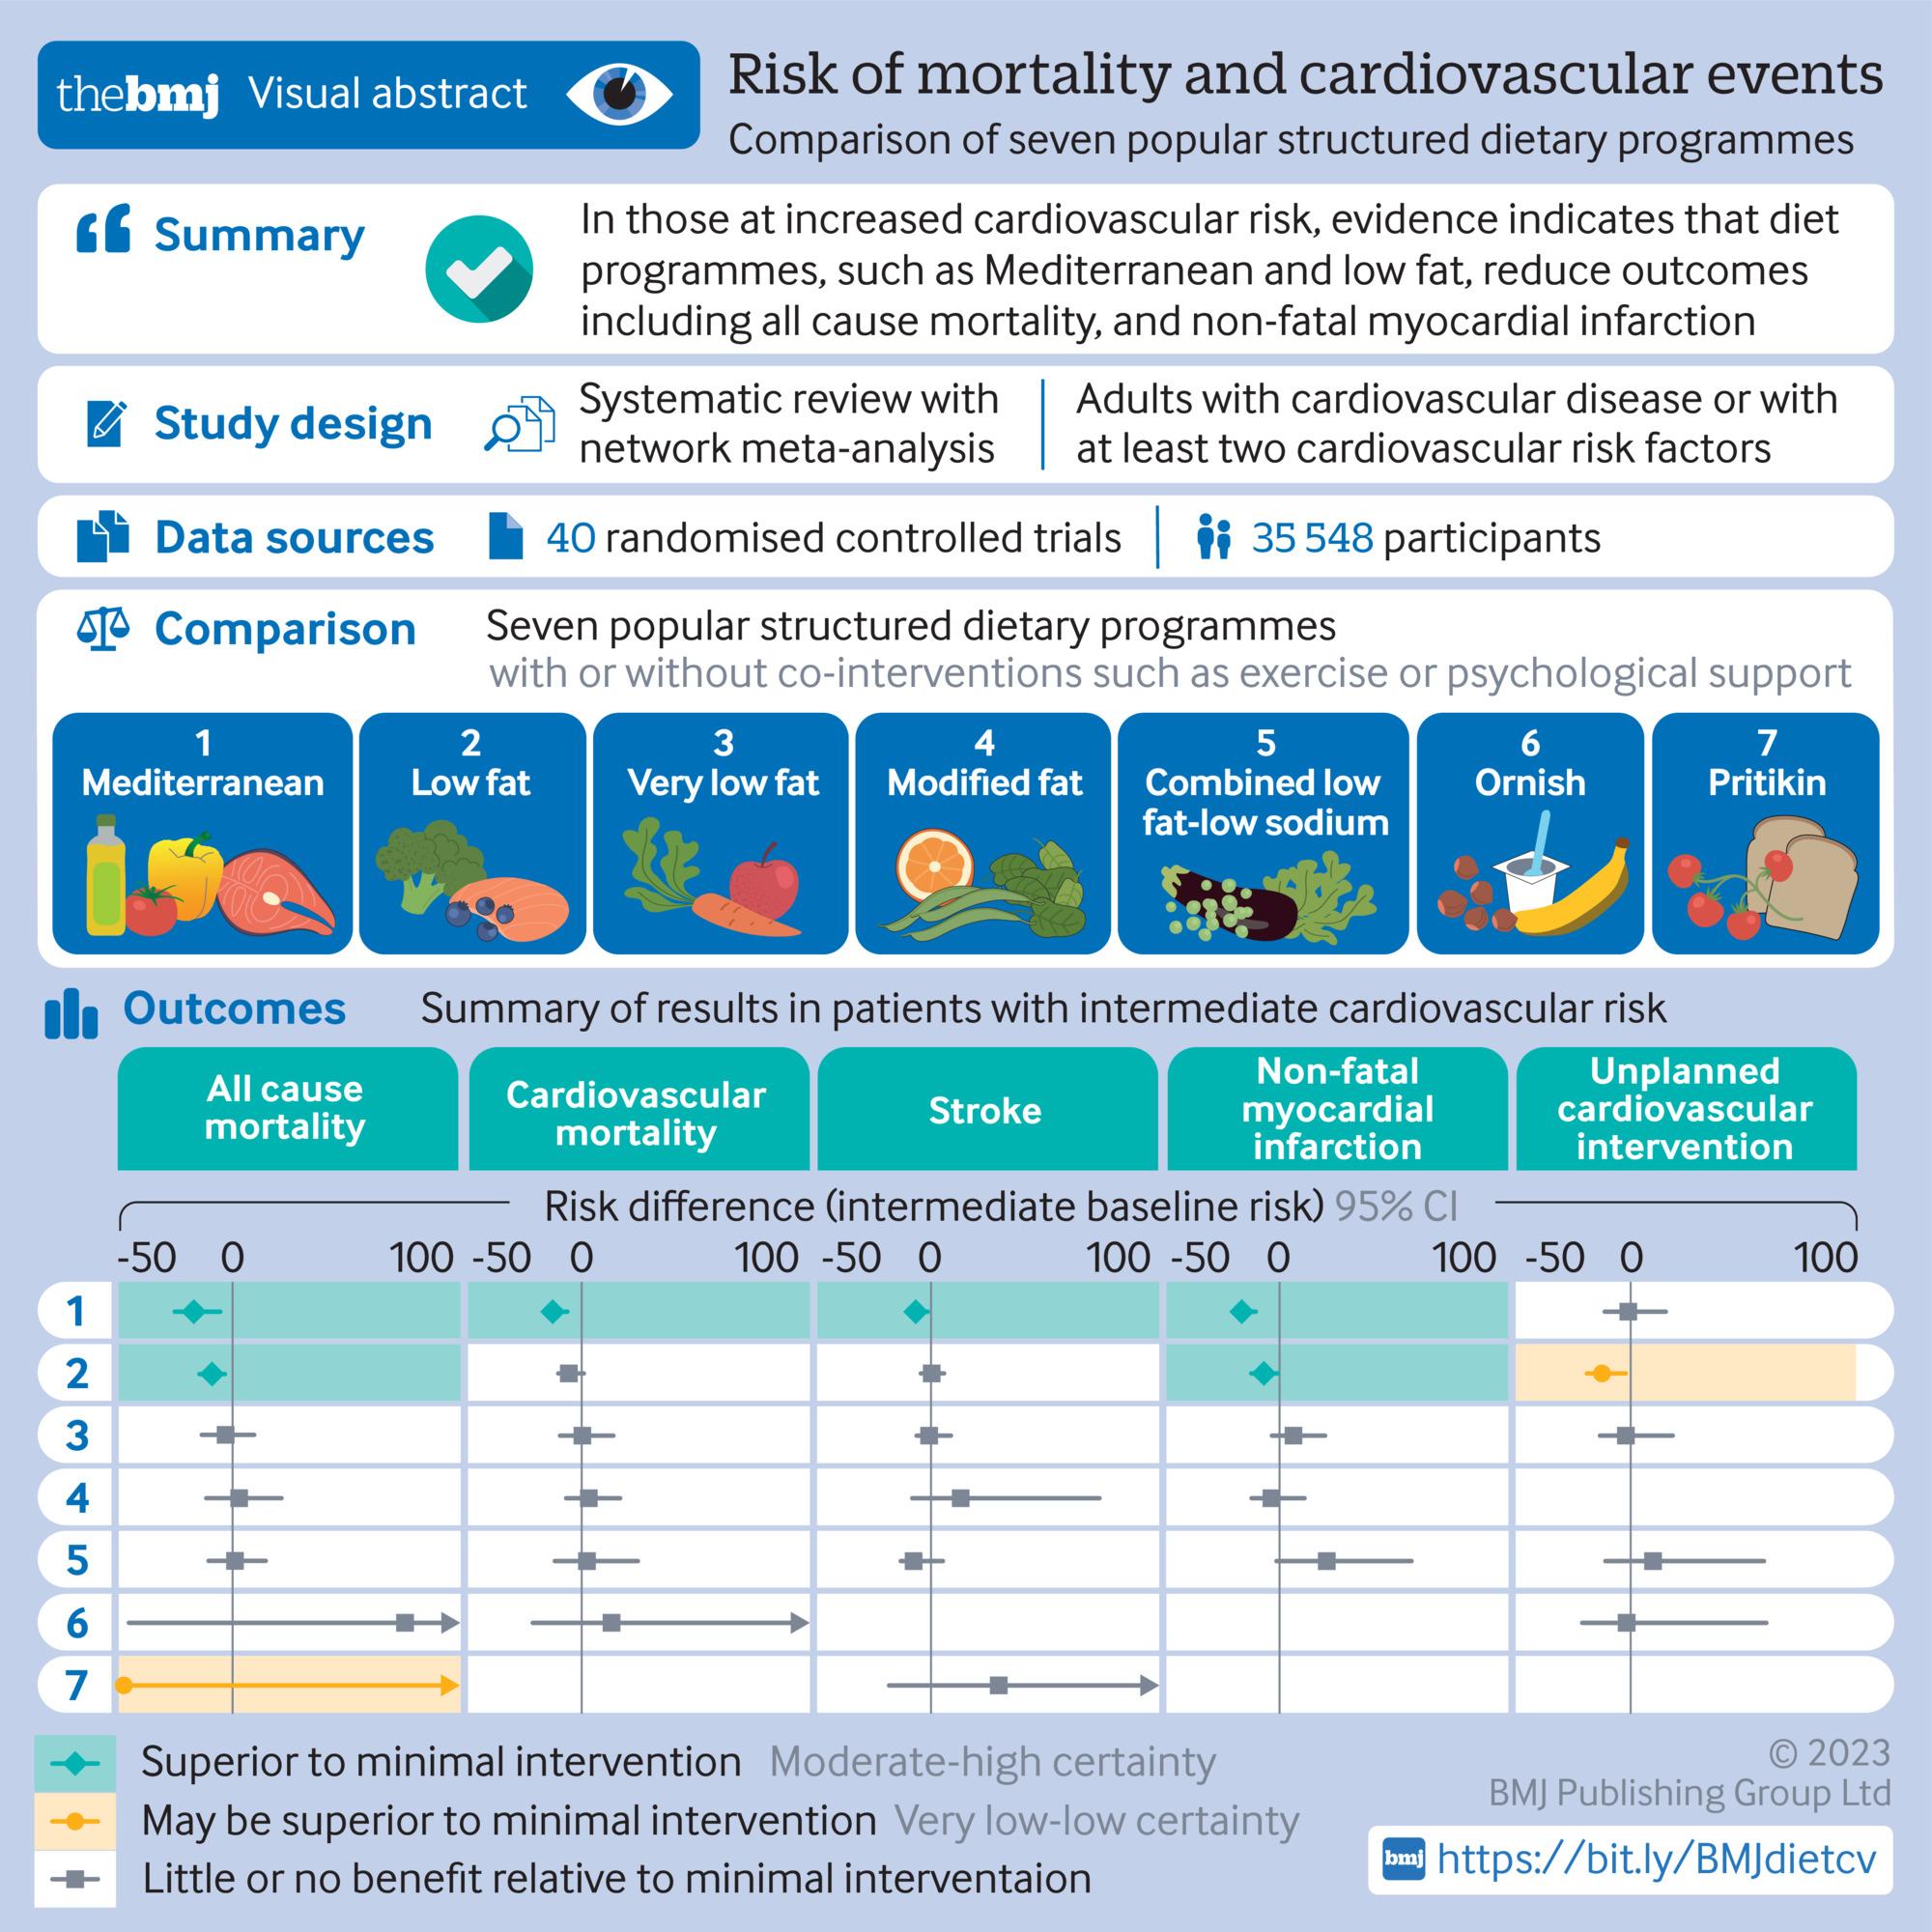 thebmj Visual abstract
Risk of mortality and cardiovascular events
Comparison of seven popular structured dietary programmes
Summary
In those at increased cardiovascular risk, evidence indicates that diet
programmes, such as Mediterranean and low fat, reduce outcomes
including all cause mortality, and non-fatal myocardial infarction
Study design
Systematic review with
network meta-analysis
Adults with cardiovascular disease or with
at least two cardiovascular risk factors
Data sources
40 randomised controlled trials
35 548 participants
Comparison
Seven popular structured dietary programmes
with or without co-interventions such as exercise or psychological support
1
Mediterranean
2
Low fat
3
Very low fat
4
Modified fat
5
Combined low
fat-low sodium
6
Ornish
7
Pritikin
Outcomes
Summary of results in patients with intermediate cardiovascular risk
All cause
mortality
Cardiovascular
mortality
Stroke
Non-fatal
myocardial
infarction
Unplanned
cardiovascular
intervention
Risk difference (intermediate baseline risk) 95% CI
-50 0 100 -50 0 100 -50 0 100 -50 0 100 -50 0 100
1
2
3
4
5
6
7
Superior to minimal intervention Moderate-high certainty
May be superior to minimal intervention Very low-low certainty
Little or no benefit relative to minimal interventaion
© 2023
BMJ Publishing Group Ltd
bmj https://bit.ly/BMJdietcv